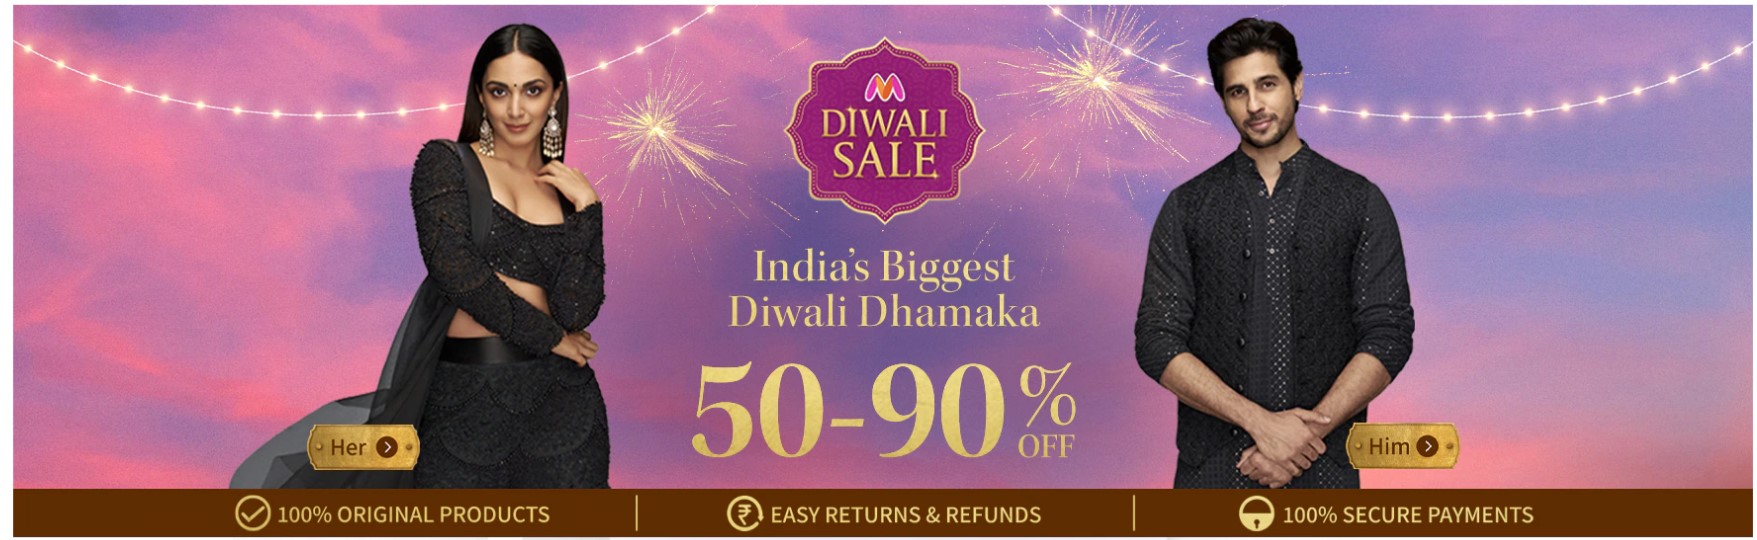 DIWALI
SALE
India's Biggest
Diwali Dhamaka
50-90% OFF
Her
Him
100% ORIGINAL PRODUCTS
EASY RETURNS & REFUNDS
100% SECURE PAYMENTS